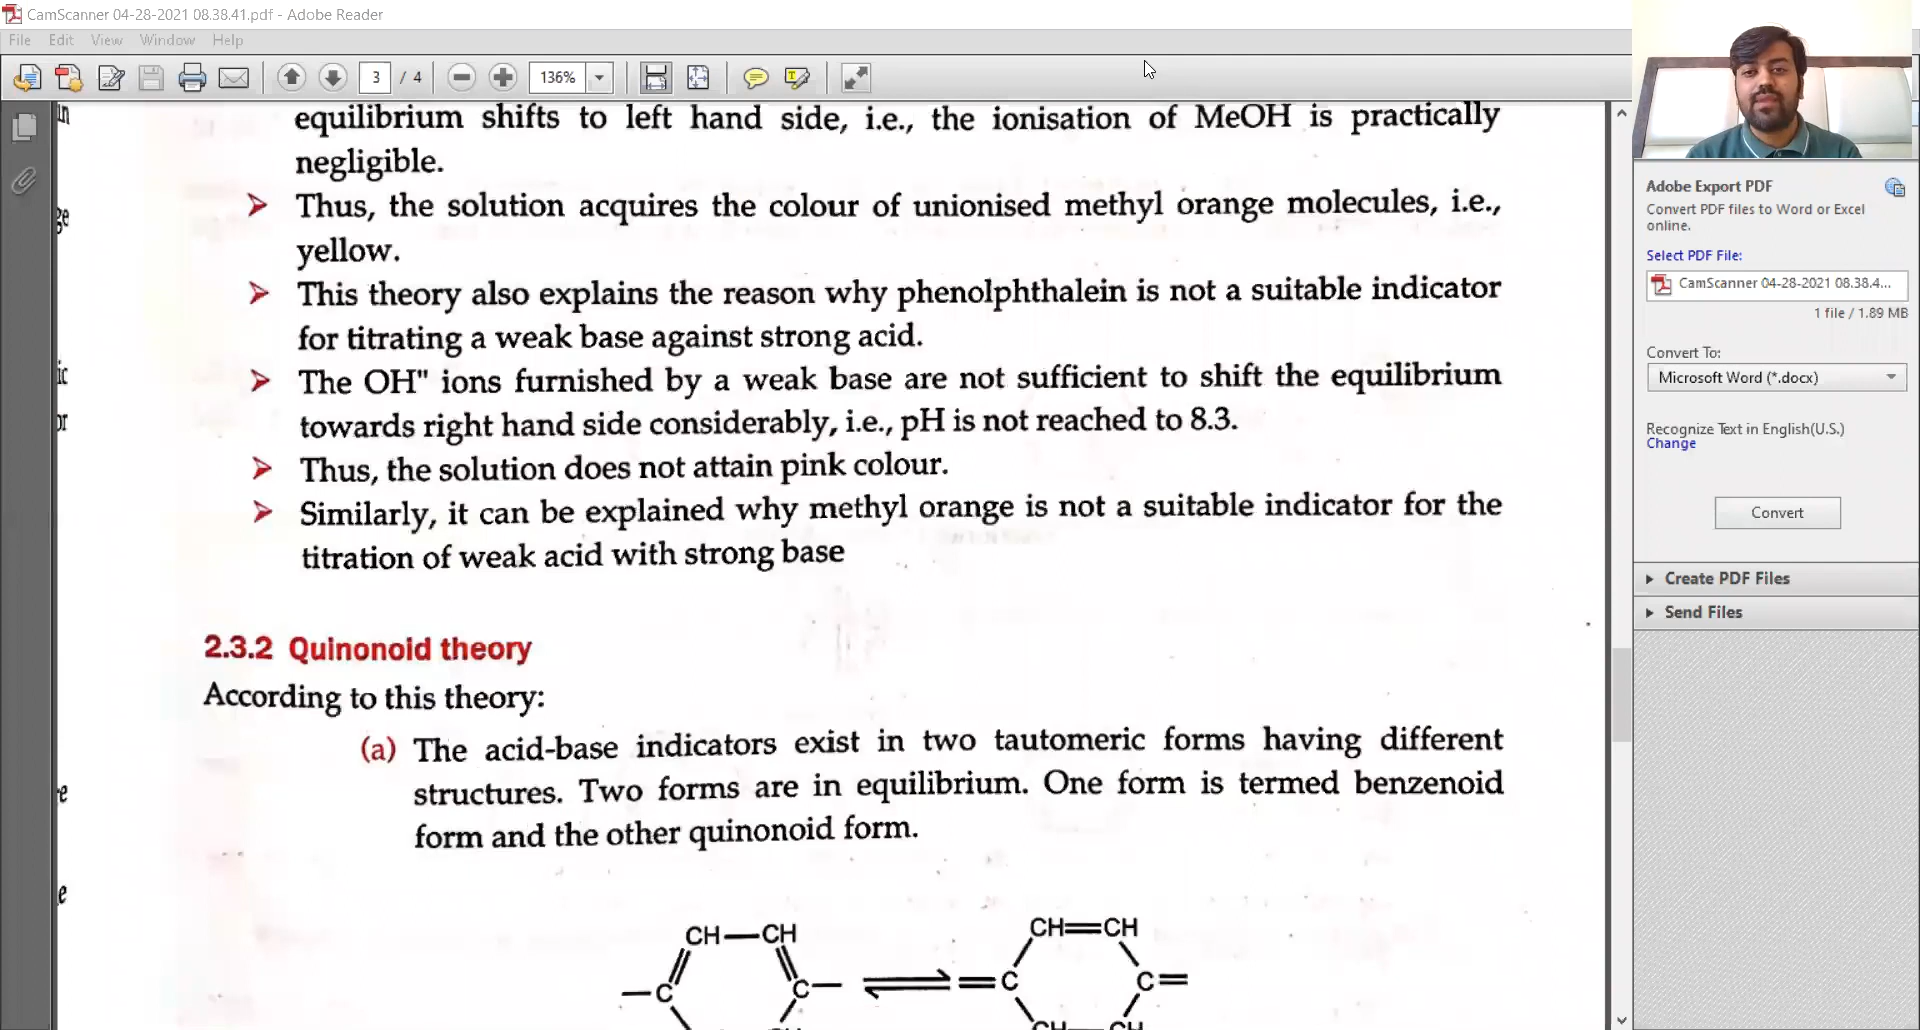 CamScanner 04-28-2021 08.38.41.pdf - Adobe Reader
File Edit View Window Help
3 / 4 136%
equilibrium shifts to left hand side, i.e., the ionisation of MeOH is practically
negligible.
➢ Thus, the solution acquires the colour of unionised methyl orange molecules, i.e.,
yellow.
➢ This theory also explains the reason why phenolphthalein is not a suitable indicator
for titrating a weak base against strong acid.
➢ The OH" ions furnished by a weak base are not sufficient to shift the equilibrium
towards right hand side considerably, i.e., pH is not reached to 8.3.
➢ Thus, the solution does not attain pink colour.
➢ Similarly, it can be explained why methyl orange is not a suitable indicator for the
titration of weak acid with strong base
2.3.2 Quinonoid theory
According to this theory:
(a) The acid-base indicators exist in two tautomeric forms having different
structures. Two forms are in equilibrium. One form is termed benzenoid
form and the other quinonoid form.
CH—CH CH=CH
—C C— ⇌ =C C=
Adobe Export PDF
Convert PDF files to Word or Excel
online.
Select PDF File:
CamScanner 04-28-2021 08.38.4...
1 file / 1.89 MB
Convert To:
Microsoft Word (*.docx)
Recognize Text in English(U.S.)
Change
Convert
Create PDF Files
Send Files